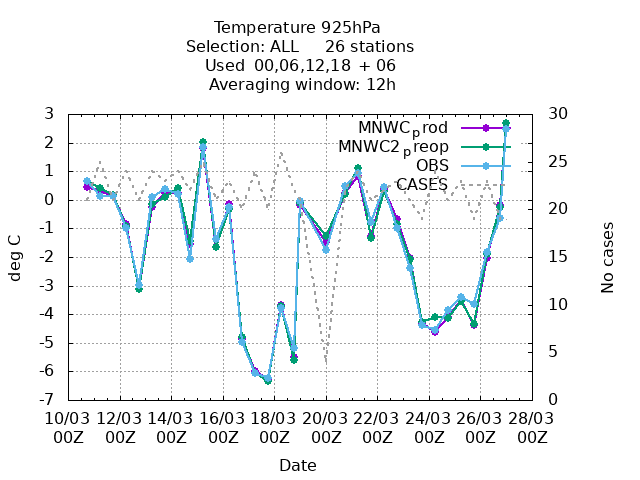 Temperature 925hPa
Selection: ALL 26 stations
Used 00,06,12,18 + 06
Averaging window: 12h
MNWCprod
MNWC2preop
OBS
CASES
deg C
3
2
1
0
-1
-2
-3
-4
-5
-6
-7
No cases
30
25
20
15
10
5
0
10/03 12/03 14/03 16/03 18/03 20/03 22/03 24/03 26/03 28/03
00Z 00Z 00Z 00Z 00Z 00Z 00Z 00Z 00Z 00Z
Date